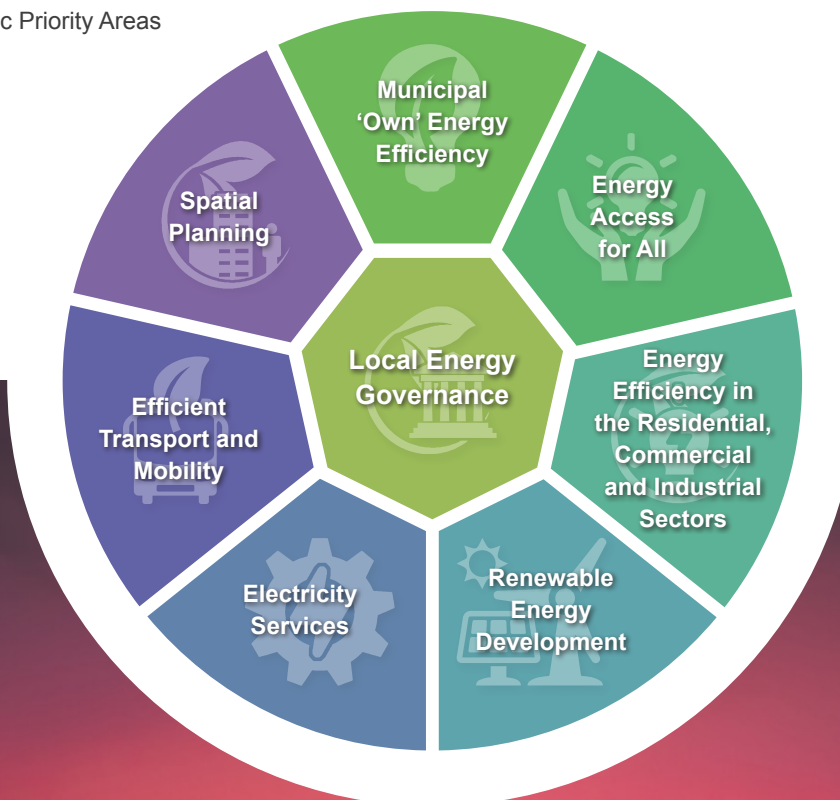 c Priority Areas
Municipal
‘Own’ Energy
Efficiency
Energy
Access
for All
Energy
Efficiency in
the Residential,
Commercial
and Industrial
Sectors
Renewable
Energy
Development
Electricity
Services
Efficient
Transport and
Mobility
Spatial
Planning
Local Energy
Governance